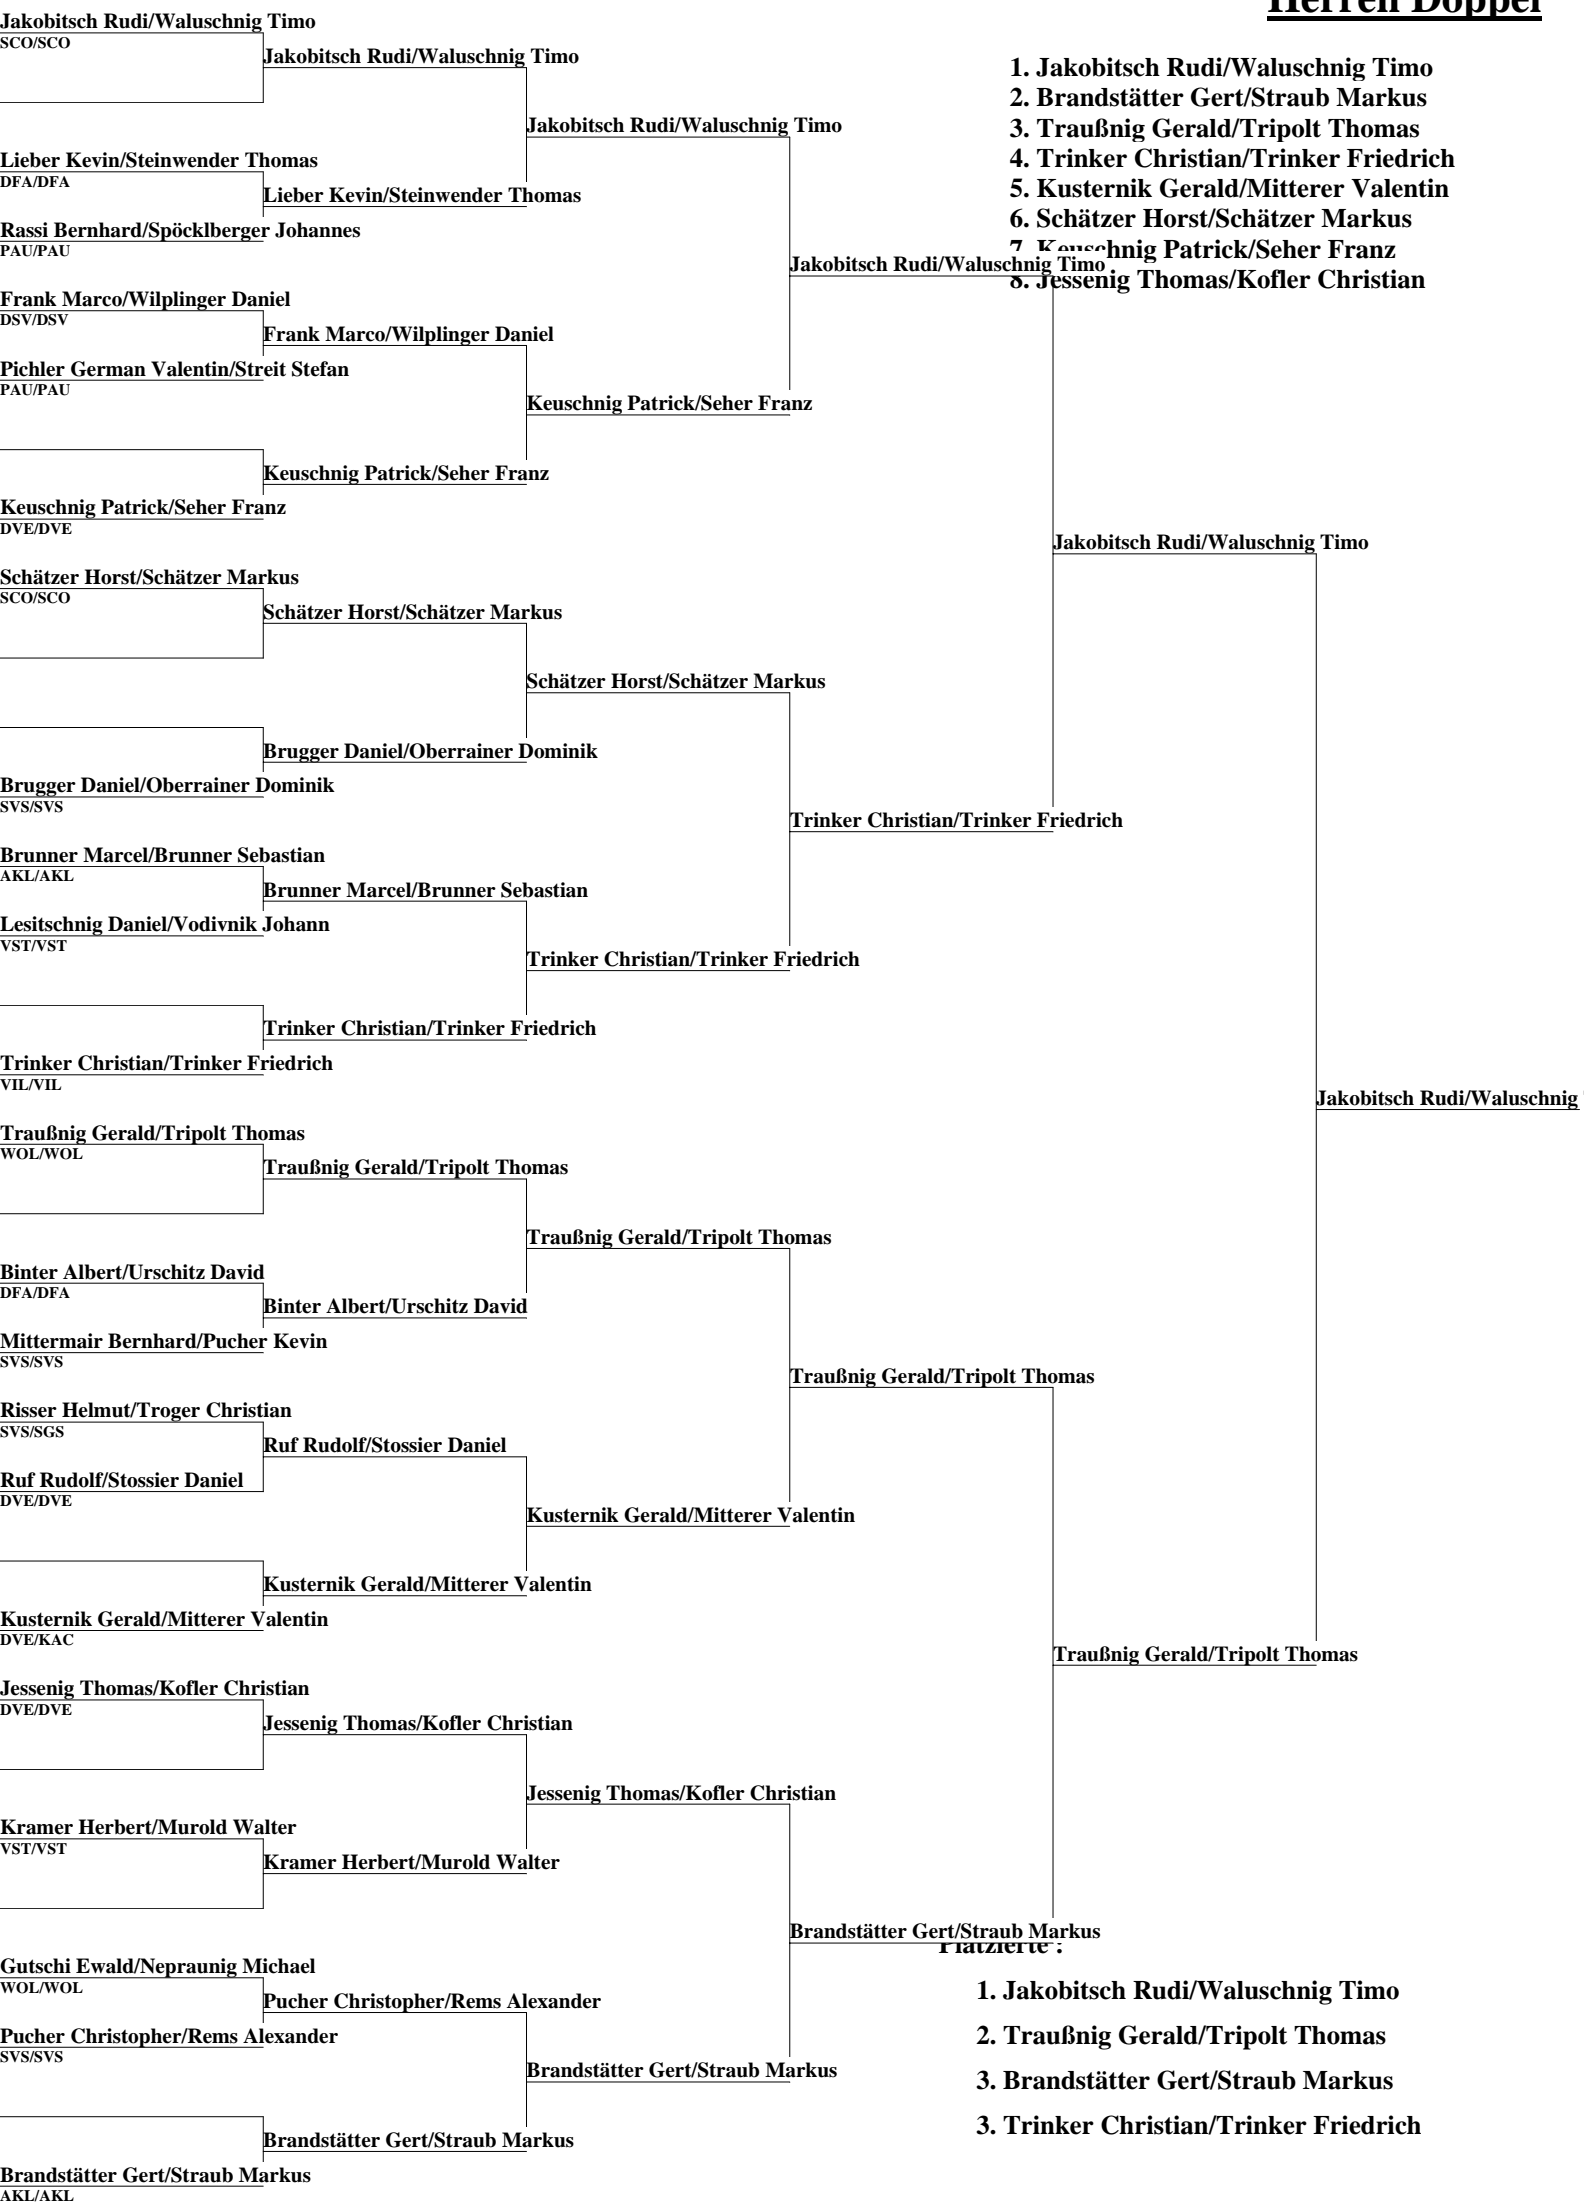 Herren Doppel
1. Jakobitsch Rudi/Waluschnig Timo
2. Brandstätter Gert/Straub Markus
3. Traußnig Gerald/Tripolt Thomas
4. Trinker Christian/Trinker Friedrich
5. Kusternik Gerald/Mitterer Valentin
6. Schätzer Horst/Schätzer Markus
7. Keuschnig Patrick/Seher Franz
8. Jessenig Thomas/Kofler Christian
Jakobitsch Rudi/Waluschnig Timo
SCO/SCO
Lieber Kevin/Steinwender Thomas
DFA/DFA
Rassi Bernhard/Spöcklberger Johannes
PAU/PAU
Frank Marco/Wilplinger Daniel
DSV/DSV
Pichler German Valentin/Streit Stefan
PAU/PAU
Keuschnig Patrick/Seher Franz
DVE/DVE
Schätzer Horst/Schätzer Markus
SCO/SCO
Brugger Daniel/Oberrainer Dominik
SVS/SVS
Brunner Marcel/Brunner Sebastian
AKL/AKL
Lesitschnig Daniel/Vodivnik Johann
VST/VST
Trinker Christian/Trinker Friedrich
VIL/VIL
Traußnig Gerald/Tripolt Thomas
WOL/WOL
Binter Albert/Urschitz David
DFA/DFA
Mittermair Bernhard/Pucher Kevin
SVS/SVS
Risser Helmut/Troger Christian
SVS/SGS
Ruf Rudolf/Stossier Daniel
DVE/DVE
Kusternik Gerald/Mitterer Valentin
DVE/KAC
Jessenig Thomas/Kofler Christian
DVE/DVE
Kramer Herbert/Murold Walter
VST/VST
Gutschi Ewald/Nepraunig Michael
WOL/WOL
Pucher Christopher/Rems Alexander
SVS/SVS
Brandstätter Gert/Straub Markus
AKL/AKL
Jakobitsch Rudi/Waluschnig Timo
Lieber Kevin/Steinwender Thomas
Frank Marco/Wilplinger Daniel
Keuschnig Patrick/Seher Franz
Schätzer Horst/Schätzer Markus
Brugger Daniel/Oberrainer Dominik
Brunner Marcel/Brunner Sebastian
Trinker Christian/Trinker Friedrich
Traußnig Gerald/Tripolt Thomas
Binter Albert/Urschitz David
Ruf Rudolf/Stossier Daniel
Kusternik Gerald/Mitterer Valentin
Jessenig Thomas/Kofler Christian
Kramer Herbert/Murold Walter
Pucher Christopher/Rems Alexander
Brandstätter Gert/Straub Markus
Jakobitsch Rudi/Waluschnig Timo
Keuschnig Patrick/Seher Franz
Schätzer Horst/Schätzer Markus
Trinker Christian/Trinker Friedrich
Traußnig Gerald/Tripolt Thomas
Kusternik Gerald/Mitterer Valentin
Jessenig Thomas/Kofler Christian
Brandstätter Gert/Straub Markus
Jakobitsch Rudi/Waluschnig Timo
Trinker Christian/Trinker Friedrich
Traußnig Gerald/Tripolt Thomas
Brandstätter Gert/Straub Markus
Jakobitsch Rudi/Waluschnig Timo
Traußnig Gerald/Tripolt Thomas
Jakobitsch Rudi/Waluschnig
Platzierte :
1. Jakobitsch Rudi/Waluschnig Timo
2. Traußnig Gerald/Tripolt Thomas
3. Brandstätter Gert/Straub Markus
3. Trinker Christian/Trinker Friedrich